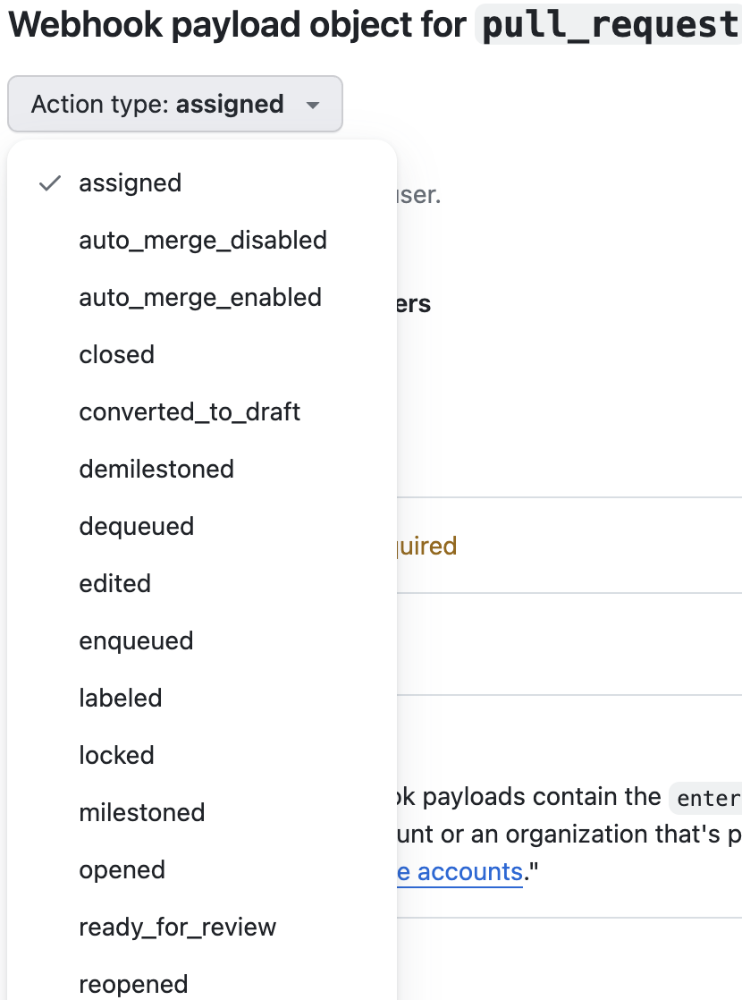 Webhook payload object for pull_request
Action type: assigned
assigned
user.
auto_merge_disabled
auto_merge_enabled
ers
closed
converted_to_draft
demilestoned
dequeued
quired
edited
enqueued
labeled
locked
ok payloads contain the enter
milestoned
unt or an organization that's p
opened
e accounts."
ready_for_review
reopened